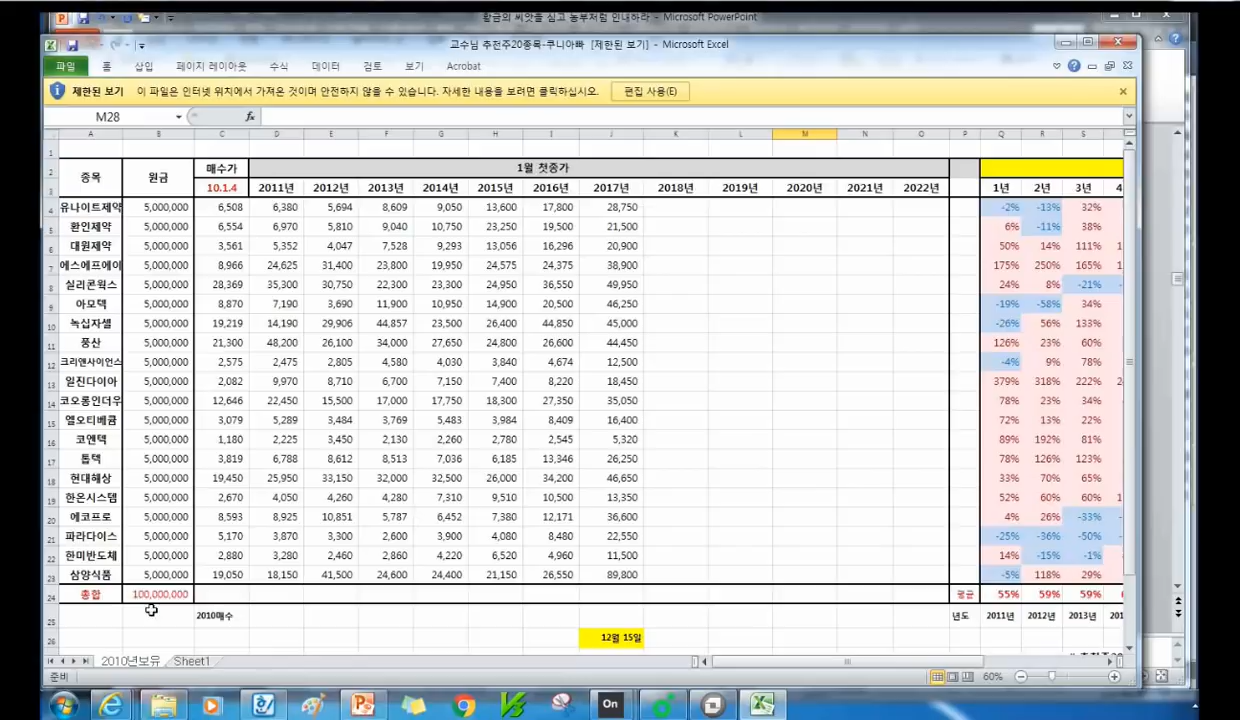 황금의 씨앗을 심고 농부처럼 인내하라 - Microsoft PowerPoint
교수님 추천주20종목-쿠니아빠 [제한된 보기] - Microsoft Excel
파일 홈 삽입 페이지 레이아웃 수식 데이터 검토 보기 Acrobat
제한된 보기 이 파일은 인터넷 위치에서 가져온 것이며 안전하지 않을 수 있습니다. 자세한 내용을 보려면 클릭하십시오. 편집 사용(E)
M28 fx
A B C D E F G H I J K L M N O P Q R S
1
2 종목 원금 매수가 1월 첫종가
3 10.1.4 2011년 2012년 2013년 2014년 2015년 2016년 2017년 2018년 2019년 2020년 2021년 2022년 1년 2년 3년 4
4 유나이트제약 5,000,000 6,508 6,380 5,694 8,609 9,050 13,600 17,800 28,750 -2% -13% 32%
5 환인제약 5,000,000 6,554 6,970 5,810 9,040 10,750 23,250 19,500 21,500 6% -11% 38%
6 대원제약 5,000,000 3,561 5,352 4,047 7,528 9,293 13,056 16,296 20,900 50% 14% 111% 1
7 에스에프에이 5,000,000 8,966 24,625 31,400 23,800 19,950 24,575 24,375 38,900 175% 250% 165% 1
8 실리콘웍스 5,000,000 28,369 35,300 30,750 22,300 23,300 24,950 36,550 49,950 24% 8% -21% -
9 아모텍 5,000,000 8,870 7,190 3,690 11,900 10,950 14,900 20,500 46,250 -19% -58% 34%
10 녹십자셀 5,000,000 19,219 14,190 29,906 44,857 23,500 26,400 44,850 45,000 -26% 56% 133%
11 풍산 5,000,000 21,300 48,200 26,100 34,000 27,650 24,800 26,600 44,450 126% 23% 60%
12 크리앤사이언스 5,000,000 2,575 2,475 2,805 4,580 4,030 3,840 4,674 12,500 -4% 9% 78%
13 일진다이아 5,000,000 2,082 9,970 8,710 6,700 7,150 7,400 8,220 18,450 379% 318% 222% 2
14 코오롱인더우 5,000,000 12,646 22,450 15,500 17,000 17,750 18,300 27,350 35,050 78% 23% 34%
15 엘오티베큠 5,000,000 3,079 5,289 3,484 3,769 5,483 3,984 8,409 16,400 72% 13% 22%
16 코엔텍 5,000,000 1,180 2,225 3,450 2,130 2,260 2,780 2,545 5,320 89% 192% 81%
17 톱텍 5,000,000 3,819 6,788 8,612 8,513 7,036 6,185 13,346 26,250 78% 126% 123%
18 현대해상 5,000,000 19,450 25,950 33,150 32,000 32,500 26,000 34,200 46,650 33% 70% 65%
19 한온시스템 5,000,000 2,670 4,050 4,260 4,280 7,310 9,510 10,500 13,350 52% 60% 60% 1
20 에코프로 5,000,000 8,593 8,925 10,851 5,787 6,452 7,380 12,171 36,600 4% 26% -33% -
21 파라다이스 5,000,000 5,170 3,870 3,300 2,600 3,900 4,080 8,480 22,550 -25% -36% -50% -
22 한미반도체 5,000,000 2,880 3,280 2,460 2,860 4,220 6,520 4,960 11,500 14% -15% -1%
23 삼양식품 5,000,000 19,050 18,150 41,500 24,600 24,400 21,150 26,550 89,800 -5% 118% 29%
24 총합 100,000,000 평균 55% 59% 59%
25 2010매수 년도 2011년 2012년 2013년 201
26 12월 15일
2010년보유 Sheet1
준비 60%
On